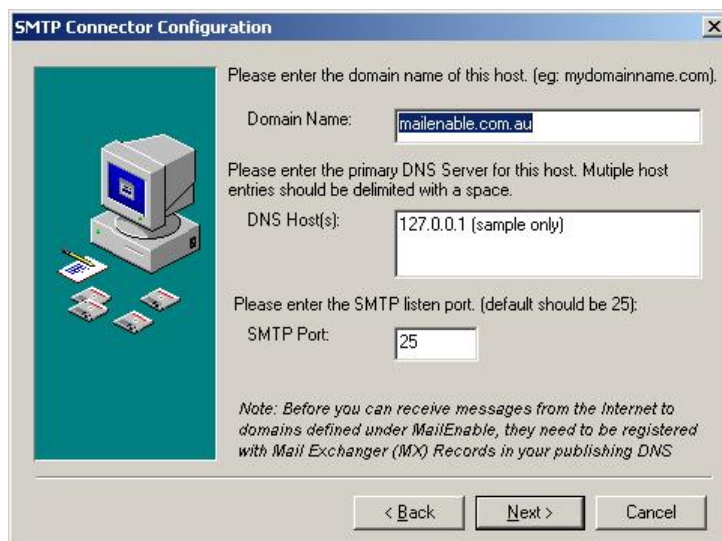 SMTP Connector Configuration
Please enter the domain name of this host. (eg: mydomainname.com).
Domain Name:
mailenable.com.au
Please enter the primary DNS Server for this host. Mutiple host
entries should be delimited with a space.
DNS Host(s):
127.0.0.1 (sample only)
Please enter the SMTP listen port. (default should be 25):
SMTP Port:
25
Note: Before you can receive messages from the Internet to
domains defined under MailEnable, they need to be registered
with Mail Exchanger (MX) Records in your publishing DNS
< Back
Next >
Cancel